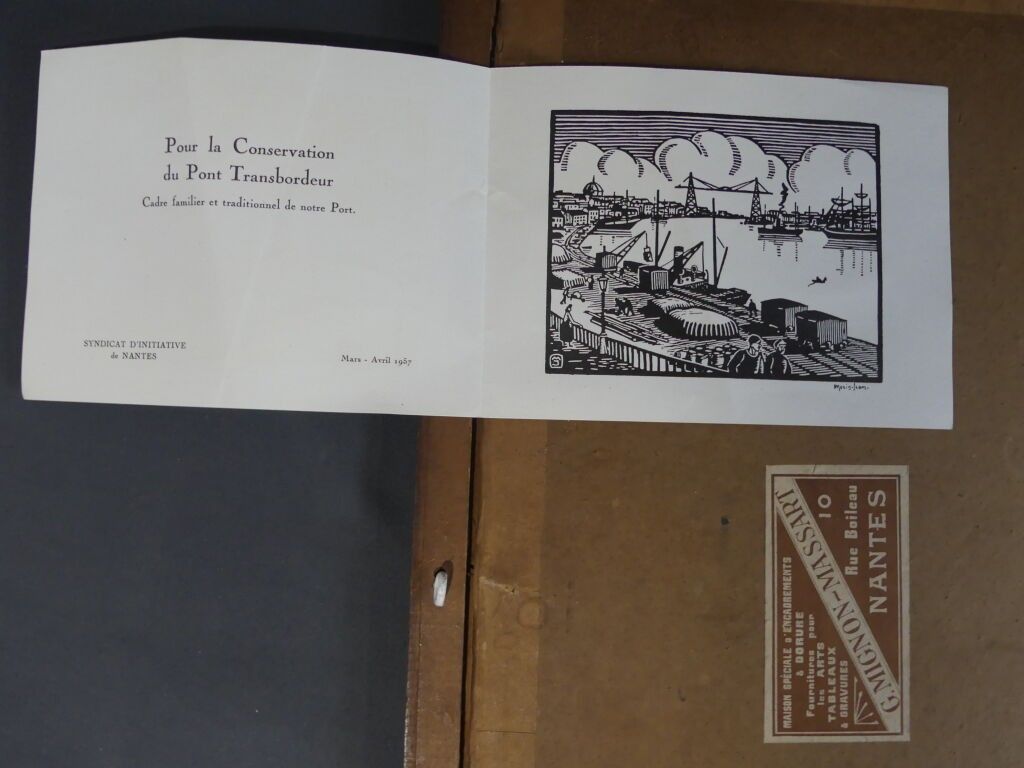 Pour la Conservation
du Pont Transbordeur
Cadre familier et traditionnel de notre Port.
SYNDICAT D'INITIATIVE
de NANTES
Mars - Avril 1957
S
G. MIGNON-MASSART
10
Rue Boileau
NANTES
MAISON SPÉCIALE D'ENCADREMENTS
& DORURE
Fournitures pour
les ARTS
TABLEAUX
& GRAVURES